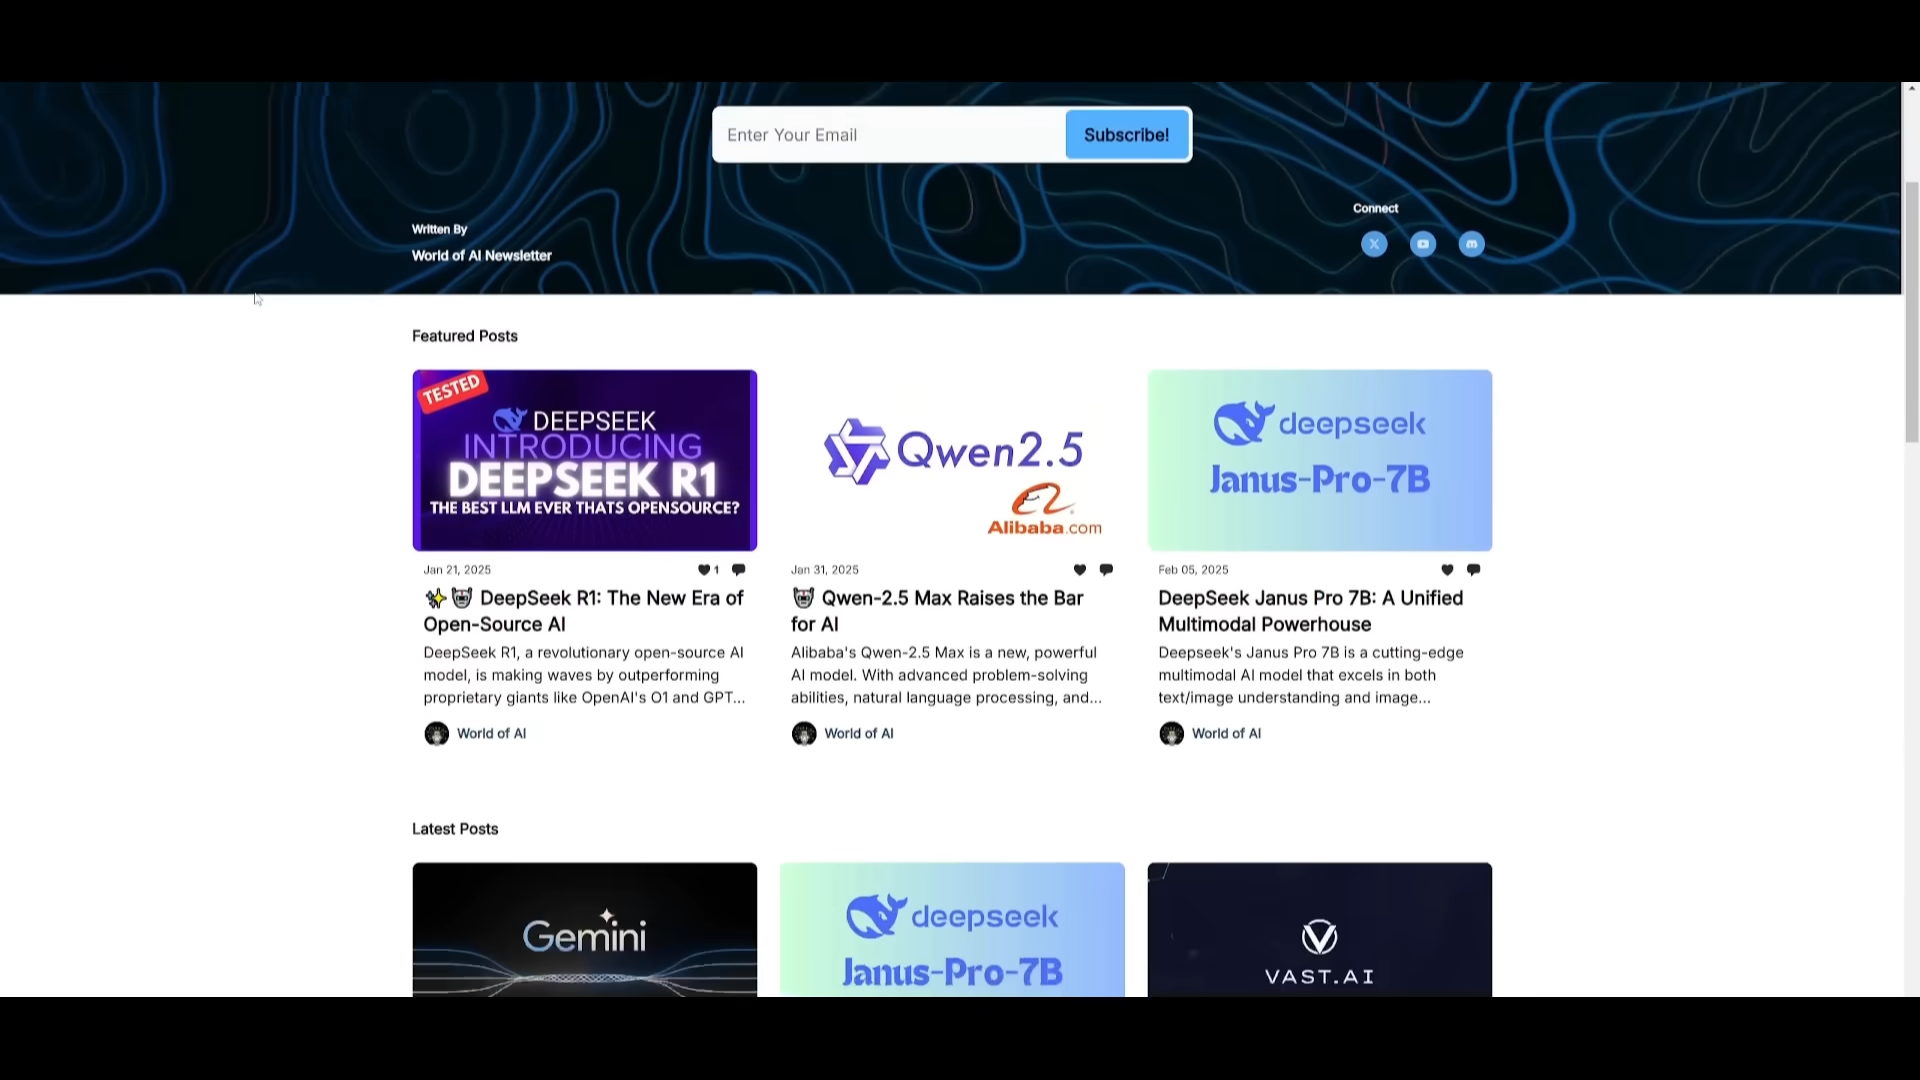 Enter Your Email
Subscribe!
Connect
Written By
World of AI Newsletter
Featured Posts
TESTED
DEEPSEEK
INTRODUCING
DEEPSEEK R1
THE BEST LLM EVER THATS OPENSOURCE?
Qwen2.5
Alibaba.com
deepseek
Janus-Pro-7B
Jan 21, 2025
1
DeepSeek R1: The New Era of
Open-Source AI
DeepSeek R1, a revolutionary open-source AI
model, is making waves by outperforming
proprietary giants like OpenAI's O1 and GPT...
World of AI
Jan 31, 2025
Qwen-2.5 Max Raises the Bar
for AI
Alibaba's Qwen-2.5 Max is a new, powerful
AI model. With advanced problem-solving
abilities, natural language processing, and...
World of AI
Feb 05, 2025
DeepSeek Janus Pro 7B: A Unified
Multimodal Powerhouse
Deepseek's Janus Pro 7B is a cutting-edge
multimodal AI model that excels in both
text/image understanding and image...
World of AI
Latest Posts
Gemini
deepseek
Janus-Pro-7B
VAST.AI